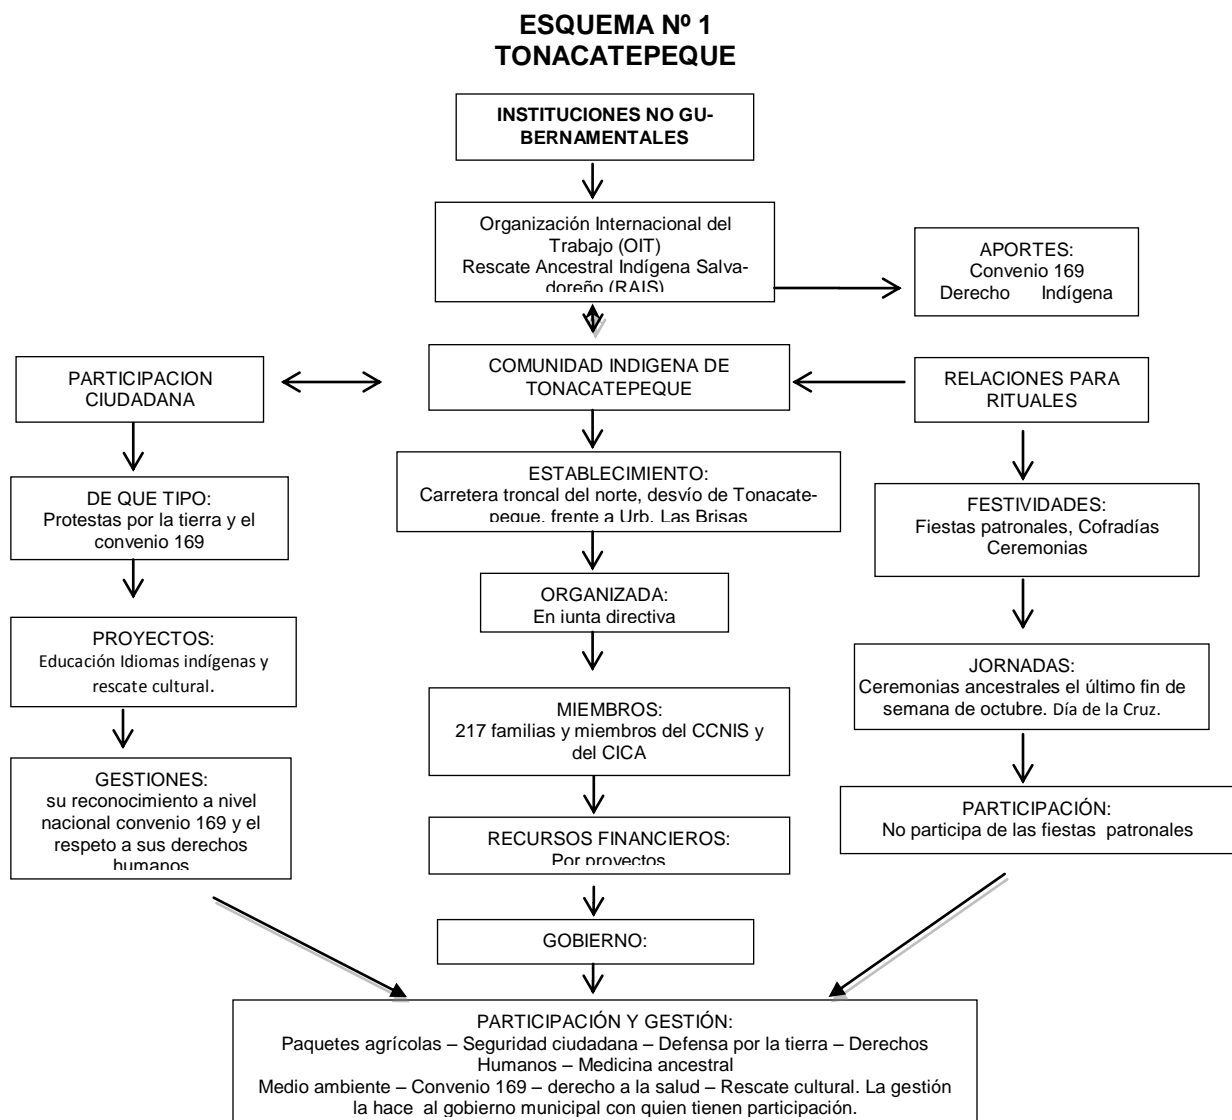 ESQUEMA Nº 1
TONACATEPEQUE
INSTITUCIONES NO GU-
BERNAMENTALES
Organización Internacional del
Trabajo (OIT)
Rescate Ancestral Indígena Salva-
doreño (RAIS)
APORTES:
Convenio 169
Derecho Indígena
PARTICIPACION
CIUDADANA
COMUNIDAD INDIGENA DE
TONACATEPEQUE
RELACIONES PARA
RITUALES
DE QUE TIPO:
Protestas por la tierra y el
convenio 169
ESTABLECIMIENTO:
Carretera troncal del norte, desvío de Tonacate-
peque, frente a Urb. Las Brisas
FESTIVIDADES:
Fiestas patronales, Cofradías
Ceremonias
ORGANIZADA:
En junta directiva
PROYECTOS:
Educación Idiomas indígenas y
rescate cultural.
JORNADAS:
Ceremonias ancestrales el último fin de
semana de octubre. Día de la Cruz.
MIEMBROS:
217 familias y miembros del CCNIS y
del CICA
GESTIONES:
su reconocimiento a nivel
nacional convenio 169 y el
respeto a sus derechos
humanos
RECURSOS FINANCIEROS:
Por proyectos
PARTICIPACIÓN:
No participa de las fiestas patronales
GOBIERNO:
PARTICIPACIÓN Y GESTIÓN:
Paquetes agrícolas – Seguridad ciudadana – Defensa por la tierra – Derechos
Humanos – Medicina ancestral
Medio ambiente – Convenio 169 – derecho a la salud – Rescate cultural. La gestión
la hace al gobierno municipal con quien tienen participación.